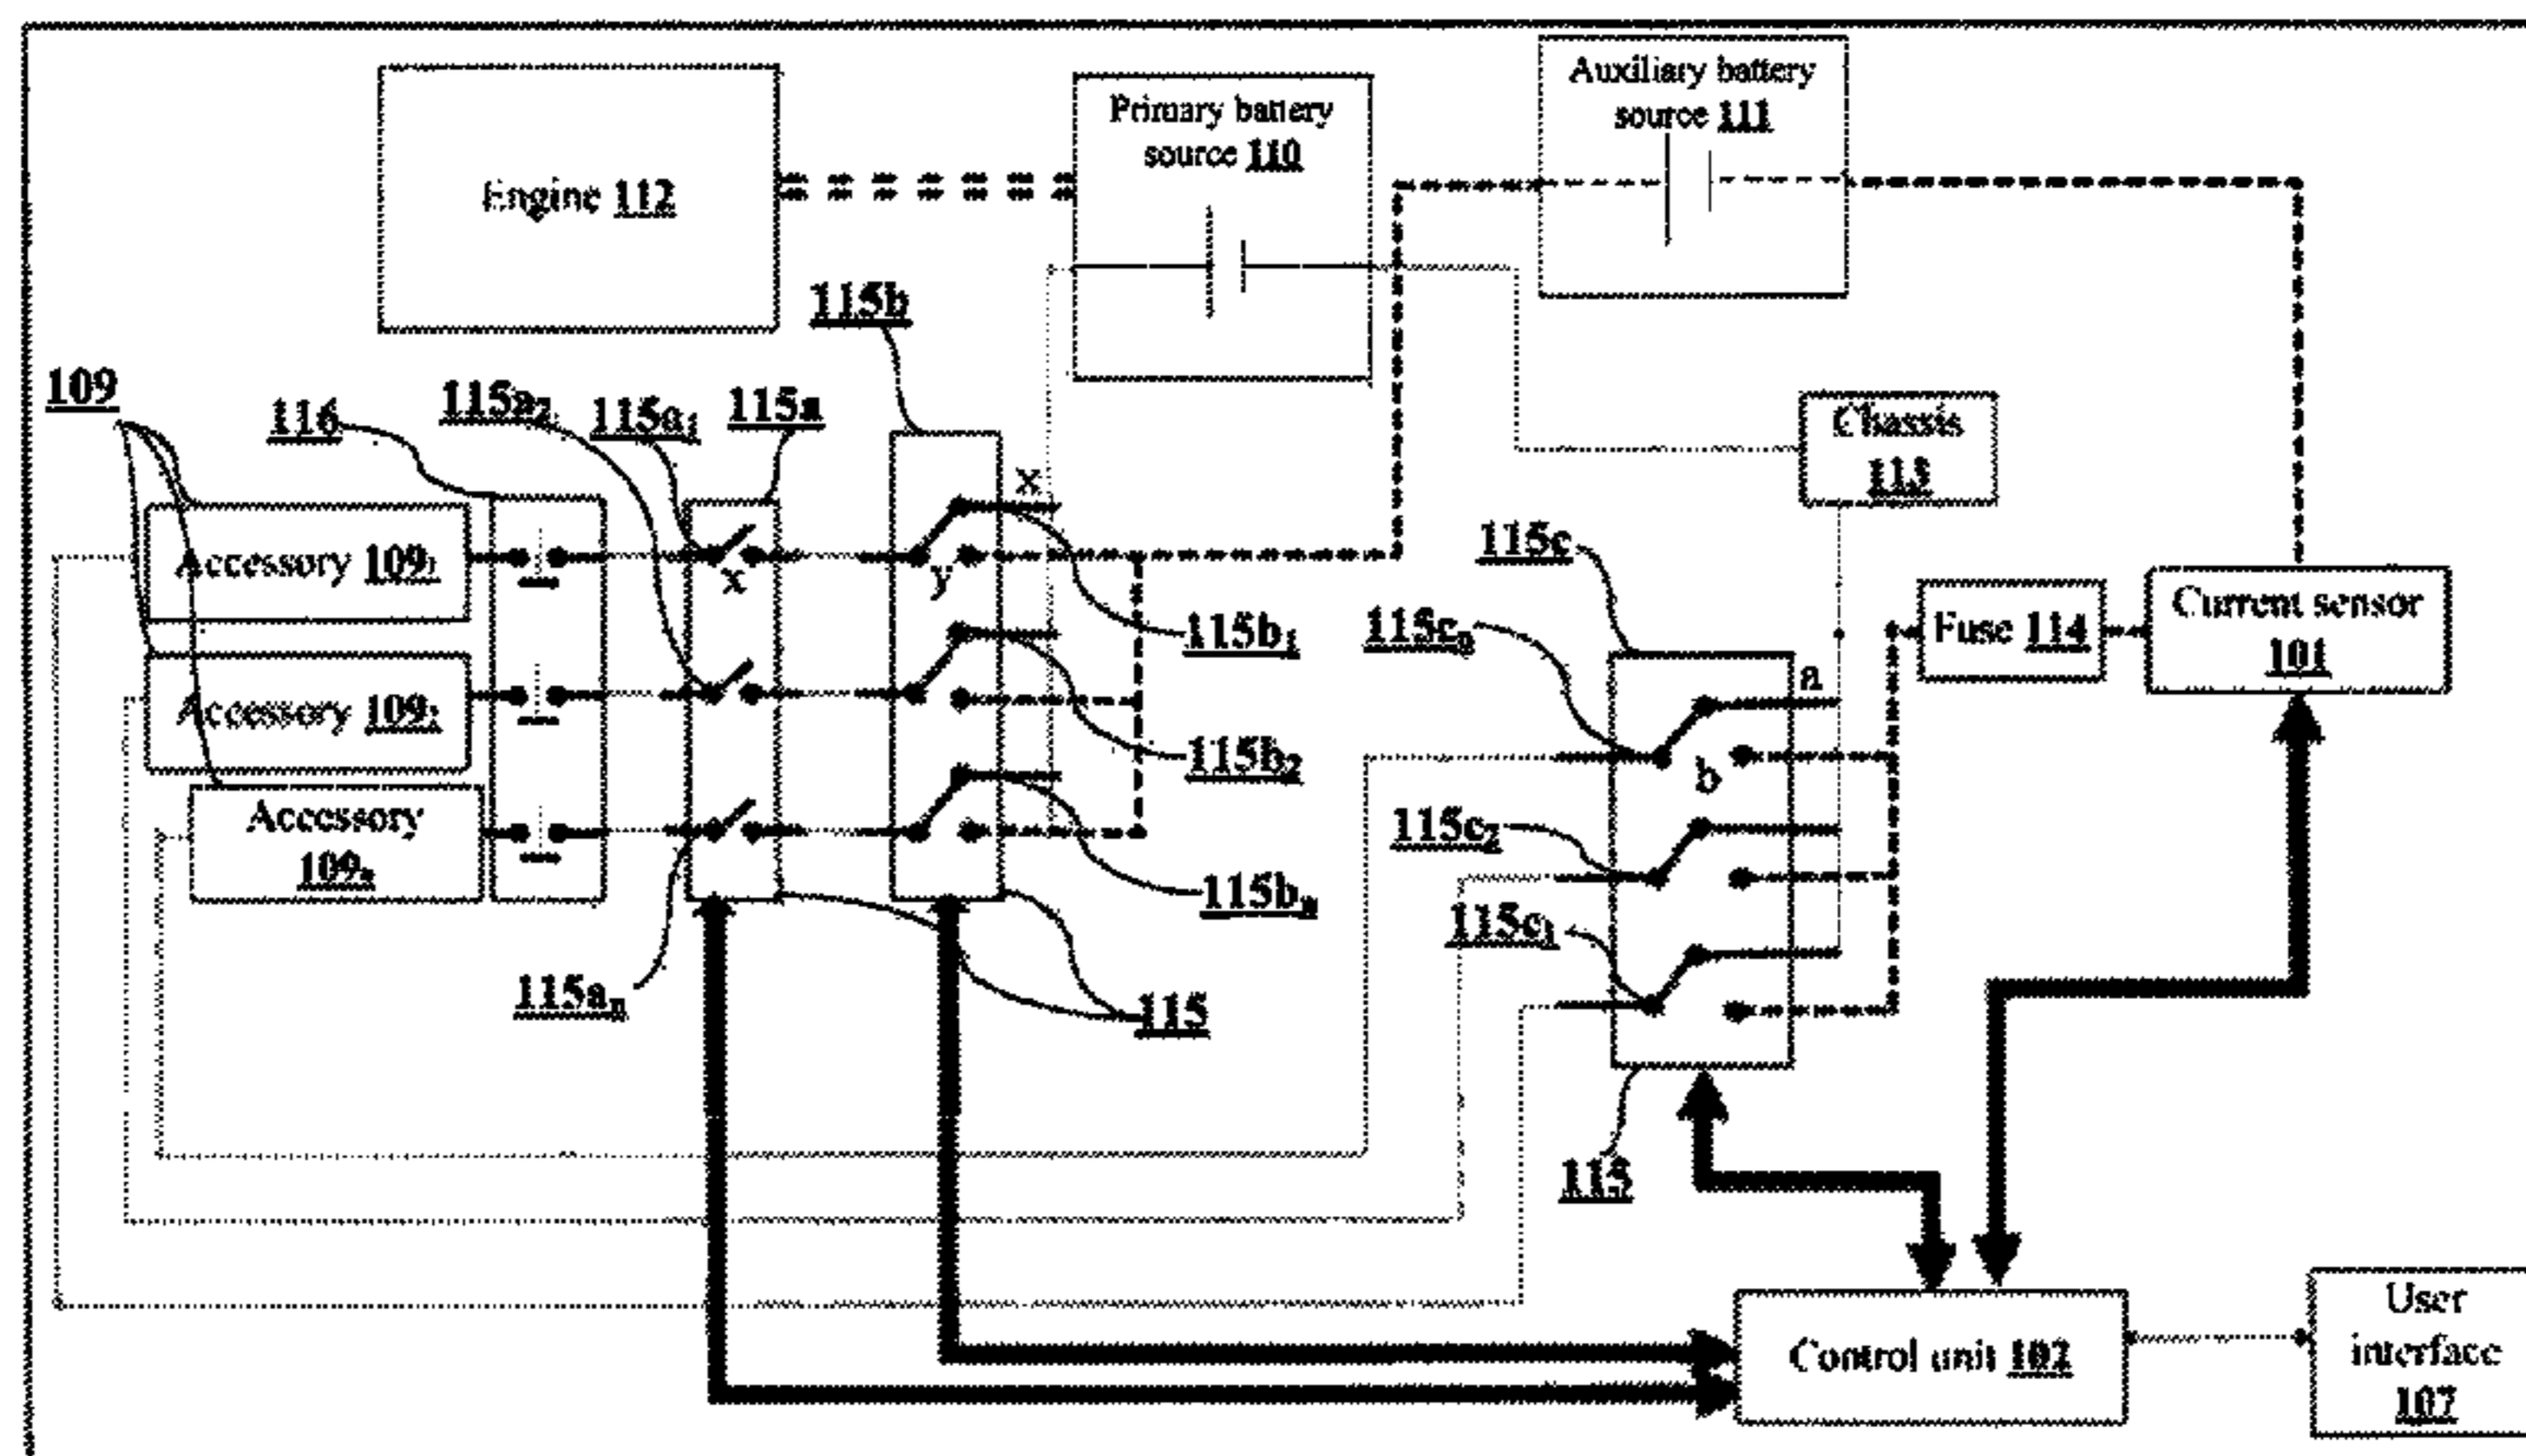 Auxiliary battery
source 111
Primary battery
source 110
Engine 112
115b
109
116
115a2
115a1
115a
Chassis
113
x
x
y
Accessory 1091
115c
115b1
115cn
Fuse 114
Current sensor
101
a
b
Accessory 1092
115b2
Accessory
109n
115c2
115bn
115c1
115an
115
115
Control unit 102
User
interface
107